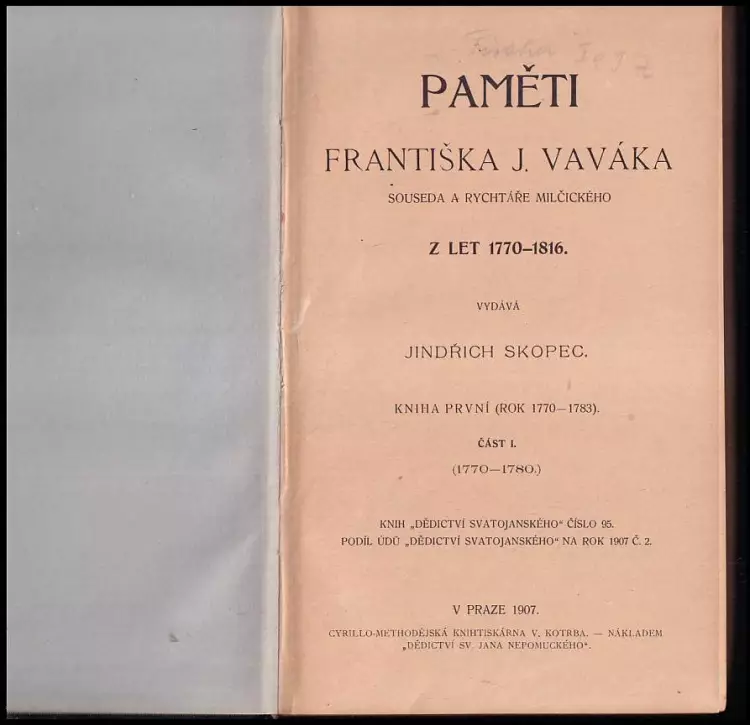 PAMĚTI
FRANTIŠKA J. VAVÁKA
SOUSEDA A RYCHTÁŘE MILČICKÉHO
Z LET 1770–1816.
VYDÁVÁ
JINDŘICH SKOPEC.
KNIHA PRVNÍ (ROK 1770–1783).
ČÁST I.
(1770–1780.)
KNIH „DĚDICTVÍ SVATOJANSKÉHO“ ČÍSLO 95.
PODÍL ÚDŮ „DĚDICTVÍ SVATOJANSKÉHO“ NA ROK 1907 Č. 2.
V PRAZE 1907.
CYRILLO-METHODĚJSKÁ KNIHTISKÁRNA V. KOTRBA. — NÁKLADEM
„DĚDICTVÍ SV. JANA NEPOMUCKÉHO“.